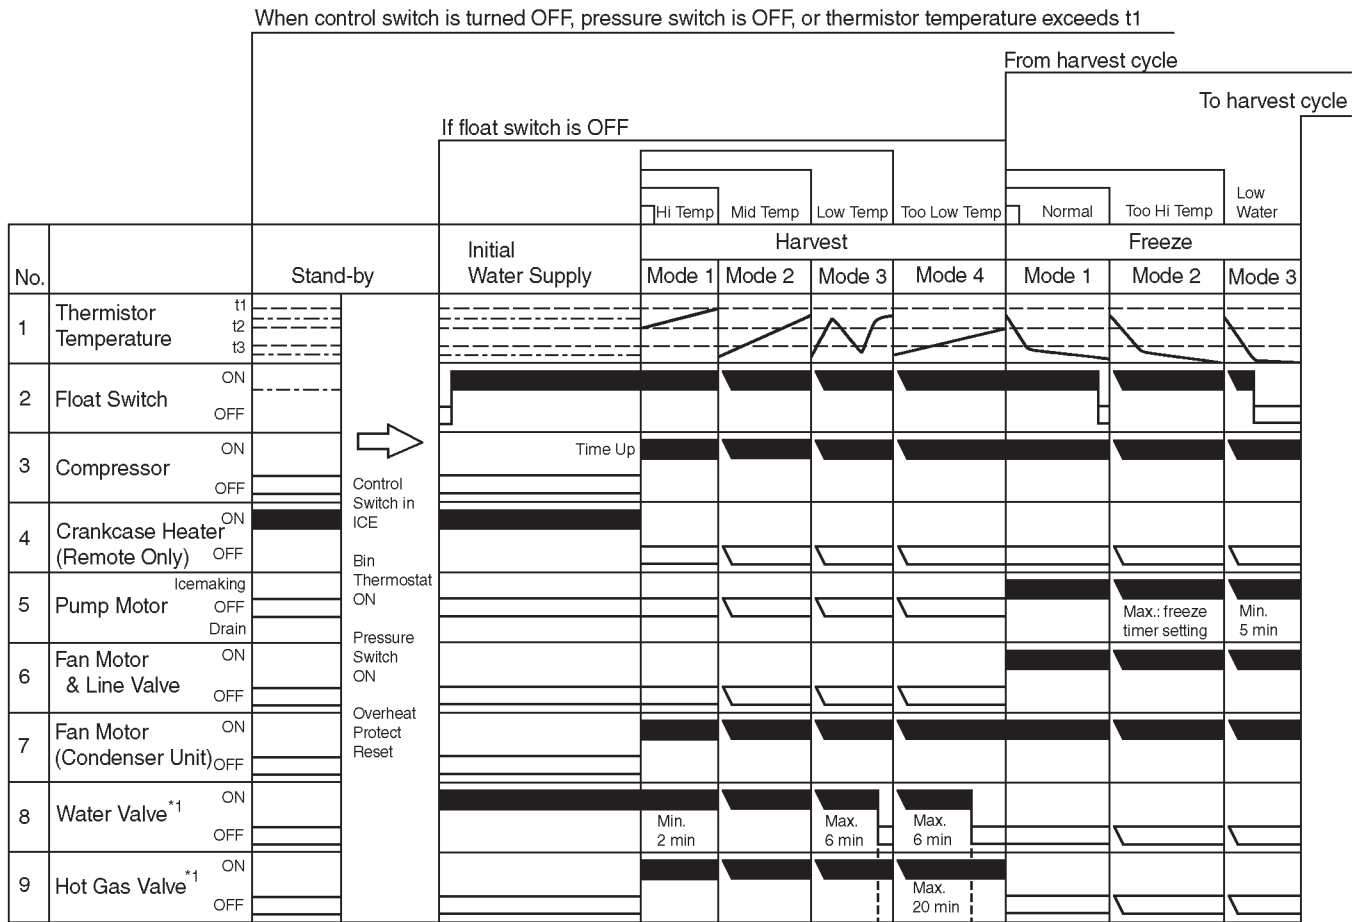 When control switch is turned OFF, pressure switch is OFF, or thermistor temperature exceeds t1
From harvest cycle
To harvest cycle
If float switch is OFF
Hi Temp
Mid Temp
Low Temp
Too Low Temp
Normal
Too Hi Temp
Low
Water
No.
Stand-by
Initial
Water Supply
Harvest
Freeze
Mode 1
Mode 2
Mode 3
Mode 4
Mode 1
Mode 2
Mode 3
1
Thermistor
Temperature
t1
t2
t3
2
Float Switch
ON
OFF
3
Compressor
ON
OFF
Time Up
Control
Switch in
ICE
Bin
Thermostat
ON
Pressure
Switch
ON
Overheat
Protect
Reset
4
Crankcase Heater
(Remote Only)
ON
OFF
5
Pump Motor
Icemaking
OFF
Drain
Max.: freeze
timer setting
Min.
5 min
6
Fan Motor
& Line Valve
ON
OFF
7
Fan Motor
(Condenser Unit)
ON
OFF
8
Water Valve*1
ON
OFF
Min.
2 min
Max.
6 min
Max.
6 min
9
Hot Gas Valve*1
ON
OFF
Max.
20 min